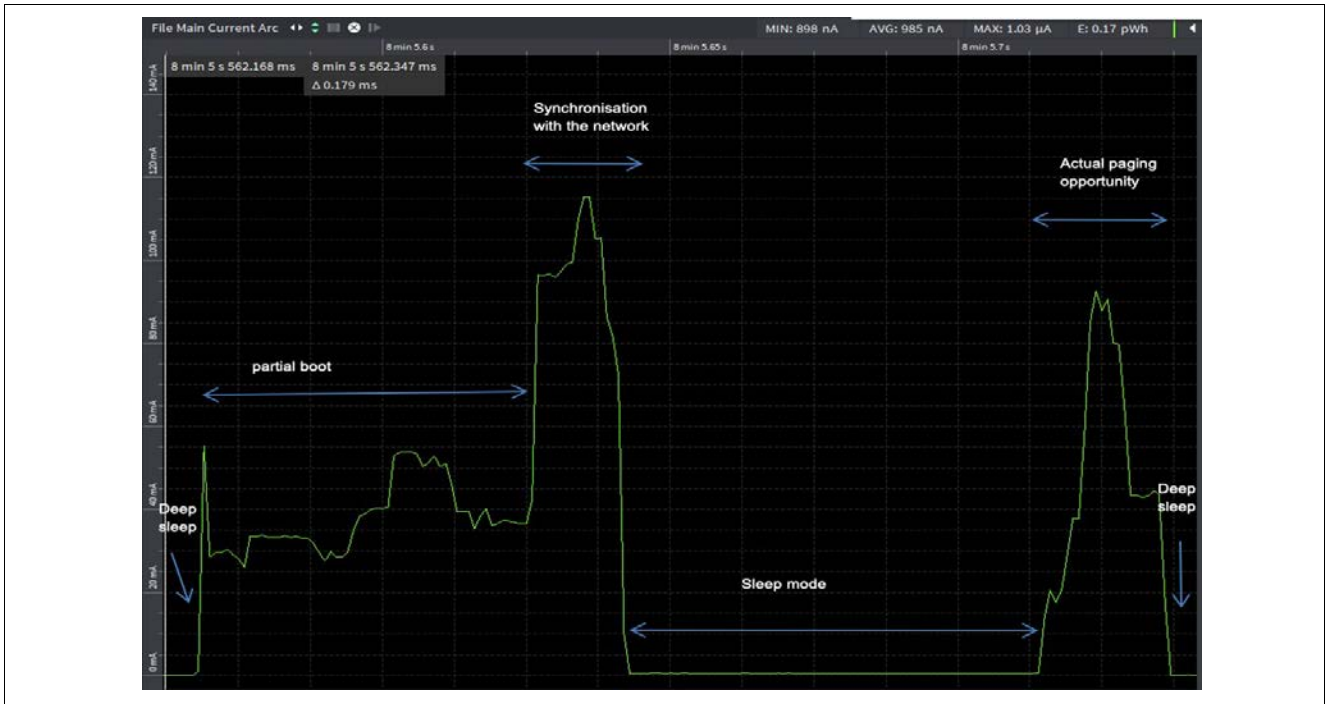 File Main Current Arc
MIN: 898 nA AVG: 985 nA MAX: 1.03 µA E: 0.17 pWh
8 min 5.6 s 8 min 5.65 s 8 min 5.7 s
8 min 5 s 562.168 ms 8 min 5 s 562.347 ms
Δ 0.179 ms
140 mA
120 mA
100 mA
80 mA
60 mA
40 mA
20 mA
0 mA
Synchronisation
with the network
Actual paging
opportunity
partial boot
Deep
sleep
Sleep mode
Deep
sleep